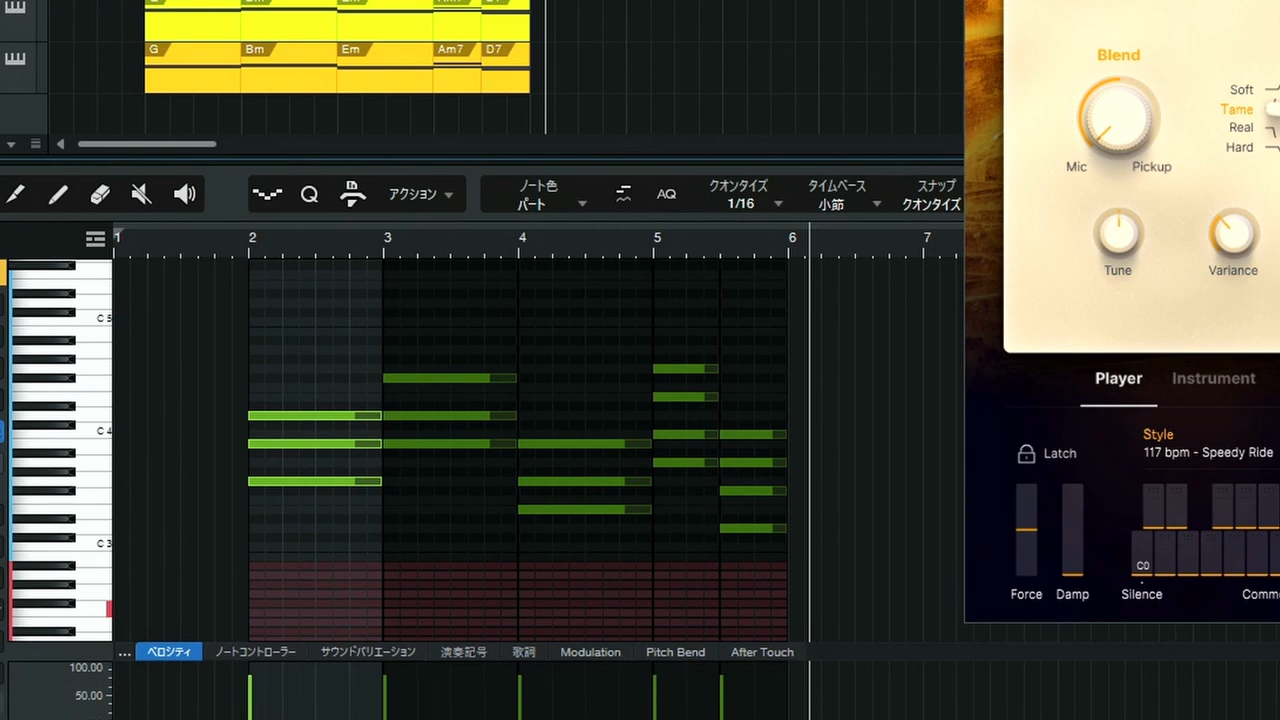 G Bm Em Am7 D7
アクション
ノート色
パート
AQ
クオンタイズ
1/16
タイムベース
小節
スナップ
クオンタイズ
1 2 3 4 5 6 7
C 5
C 4
C 3
... ベロシティ ノートコントローラー サウンドバリエーション 演奏記号 歌詞 Modulation Pitch Bend After Touch
100.00
50.00
Blend
Mic Pickup
Soft
Tame
Real
Hard
Tune Variance
Player Instrument
Latch
Style
117 bpm - Speedy Ride
C0
Force Damp Silence